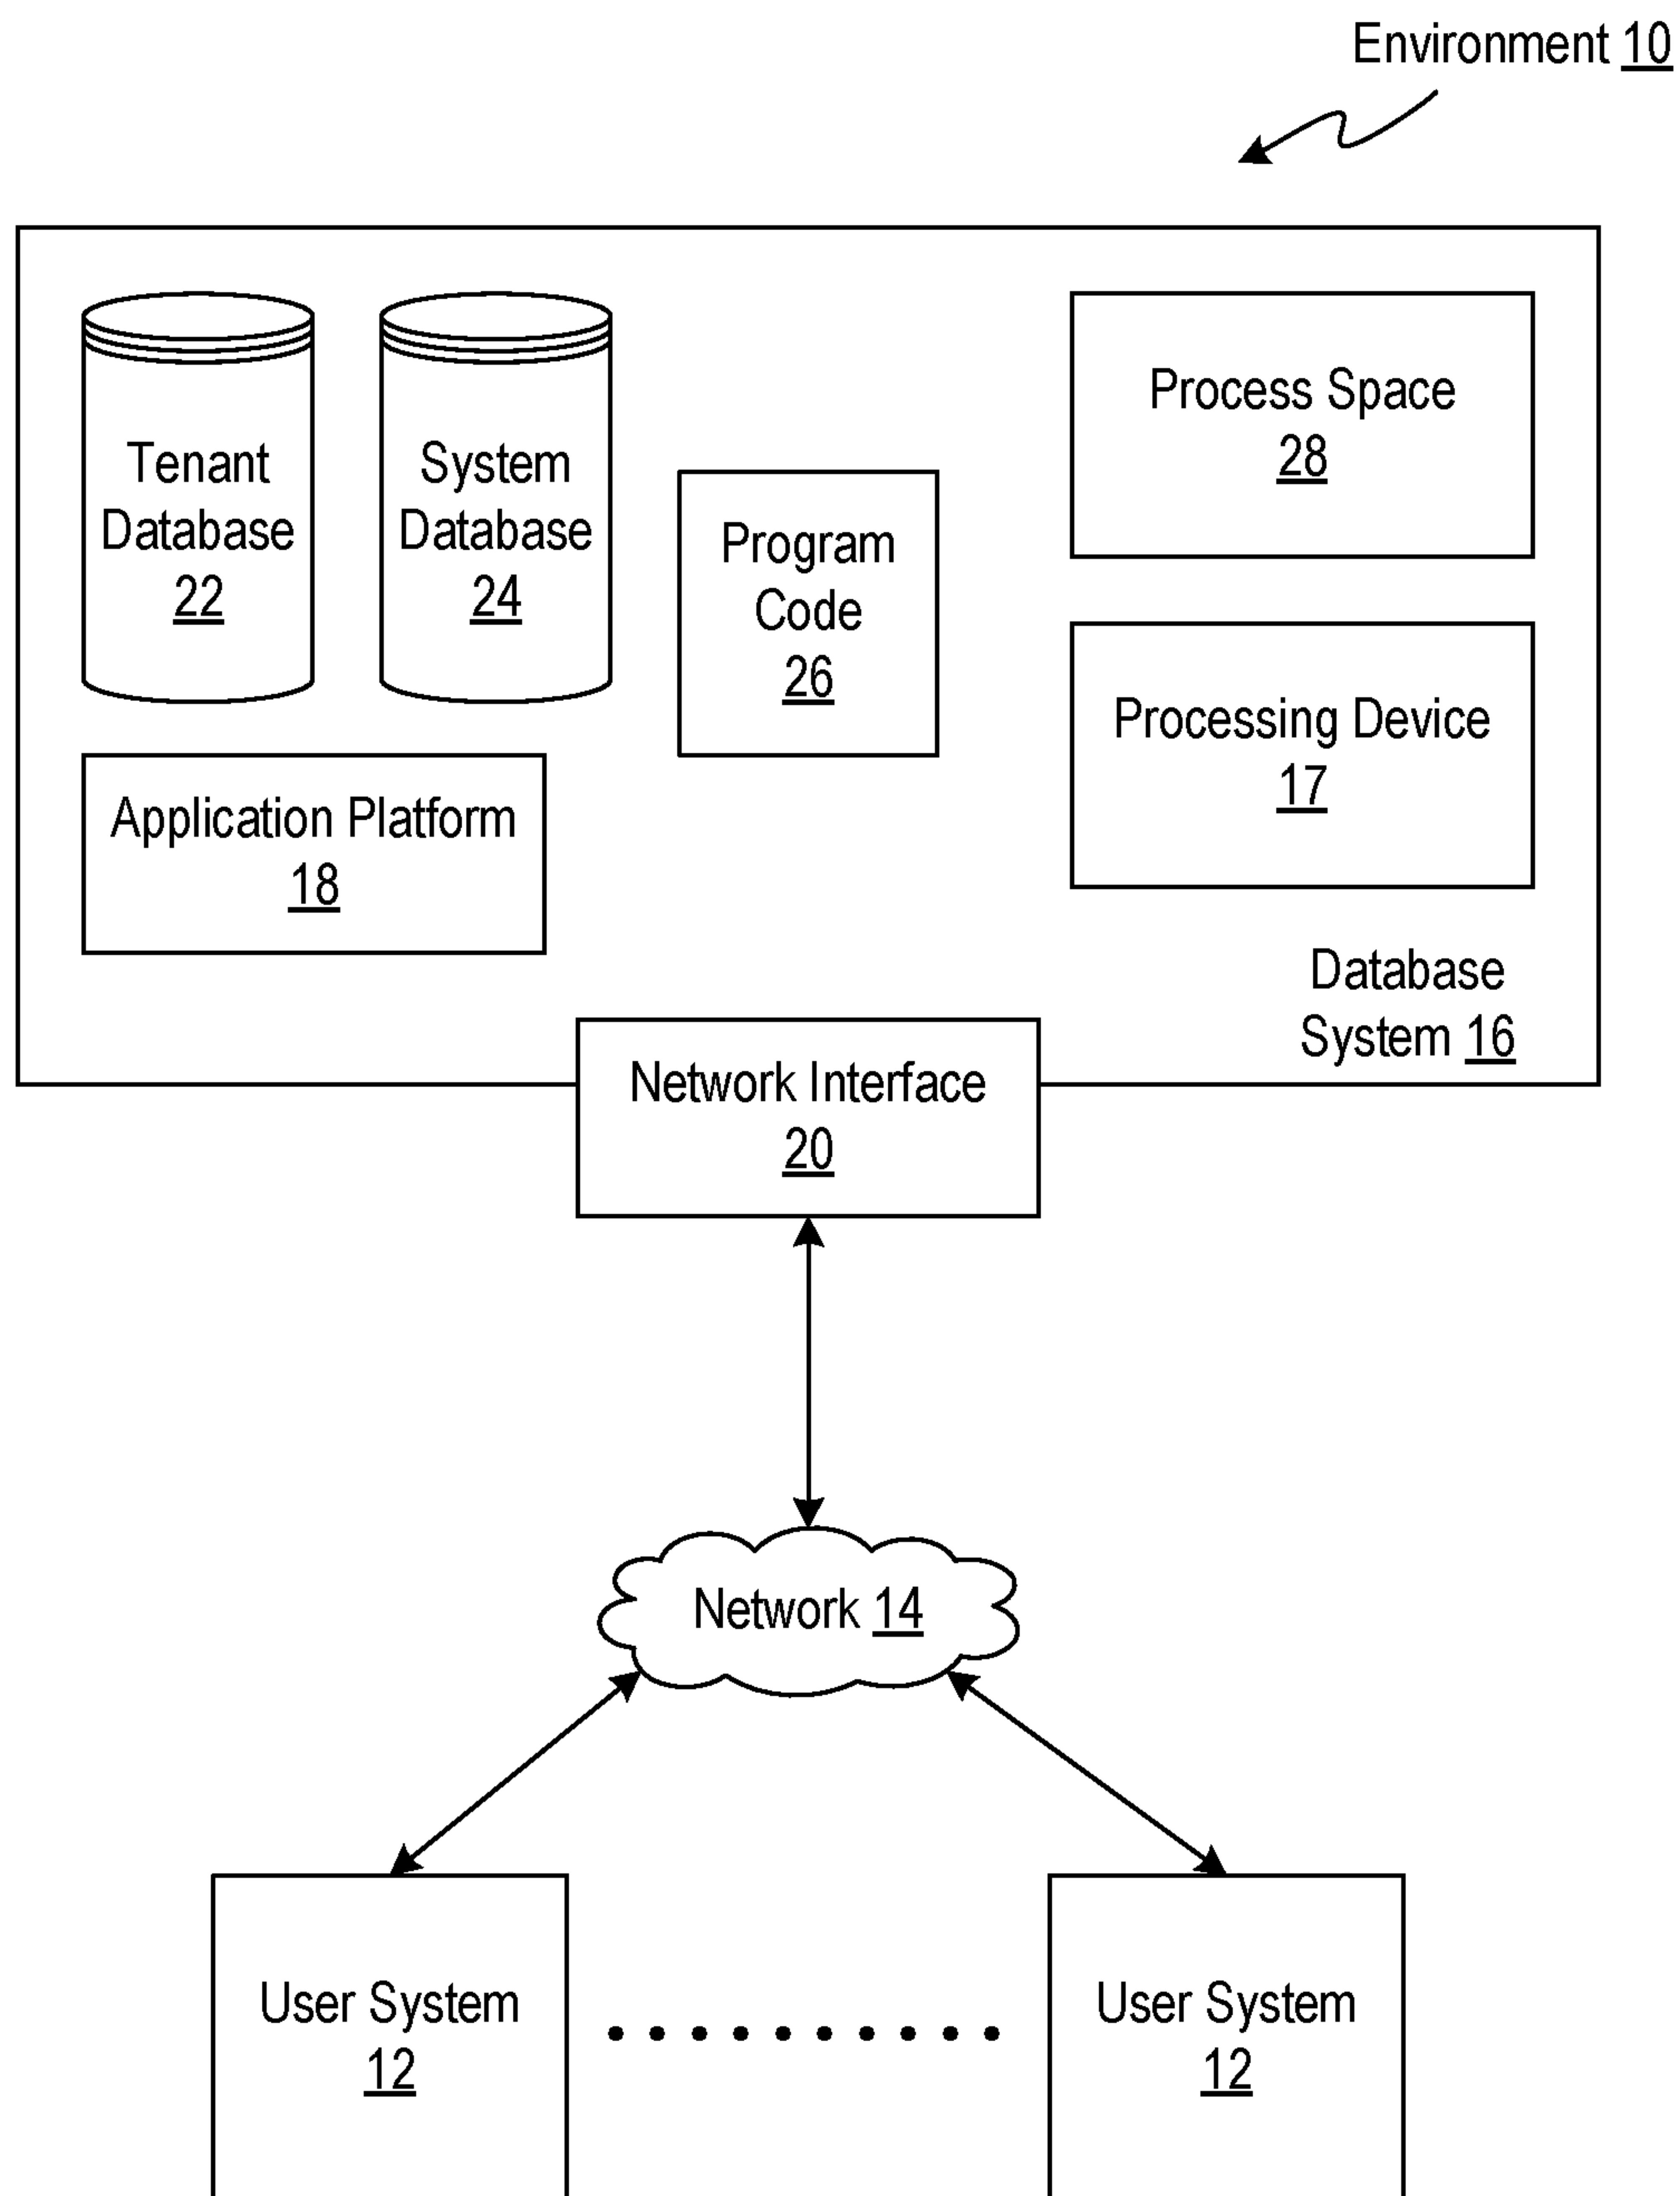 Environment 10
Tenant
Database
22
System
Database
24
Program
Code
26
Process Space
28
Processing Device
17
Application Platform
18
Database
System 16
Network Interface
20
Network 14
User System
12
User System
12